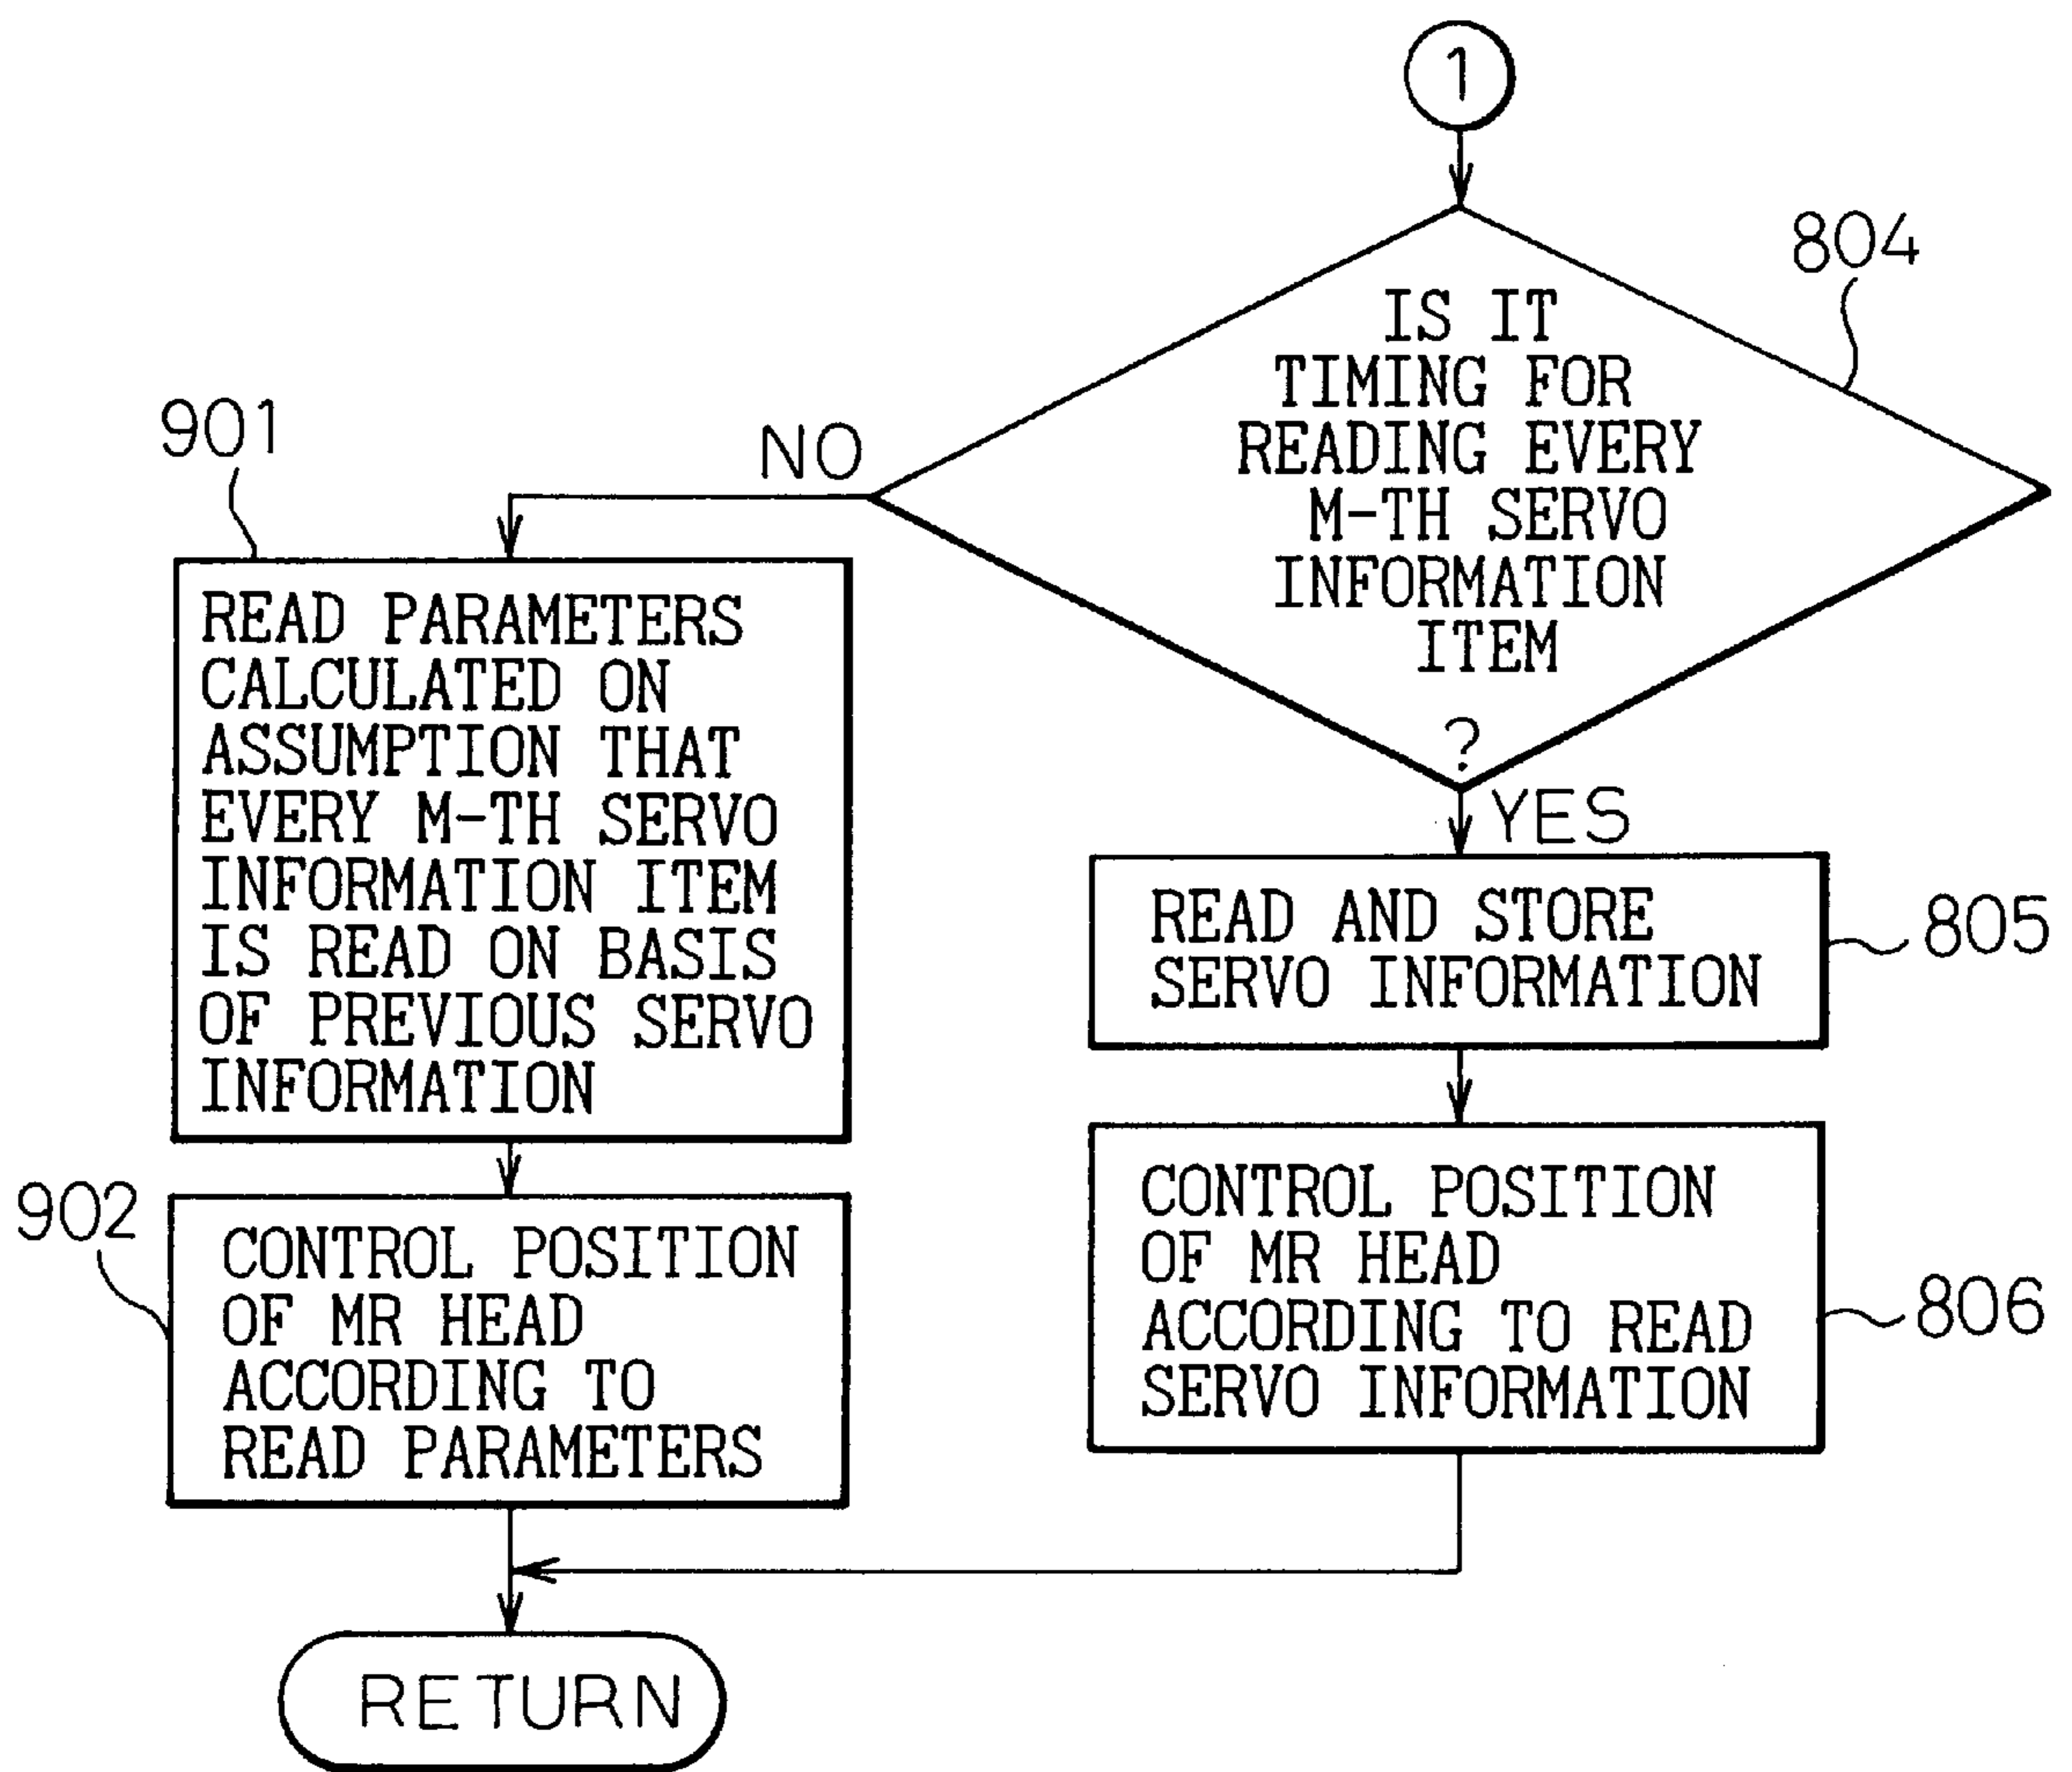 1
804
IS IT
TIMING FOR
READING EVERY
M-TH SERVO
INFORMATION
ITEM
?
NO
YES
901
READ PARAMETERS
CALCULATED ON
ASSUMPTION THAT
EVERY M-TH SERVO
INFORMATION ITEM
IS READ ON BASIS
OF PREVIOUS SERVO
INFORMATION
805
READ AND STORE
SERVO INFORMATION
902
CONTROL POSITION
OF MR HEAD
ACCORDING TO
READ PARAMETERS
806
CONTROL POSITION
OF MR HEAD
ACCORDING TO READ
SERVO INFORMATION
RETURN